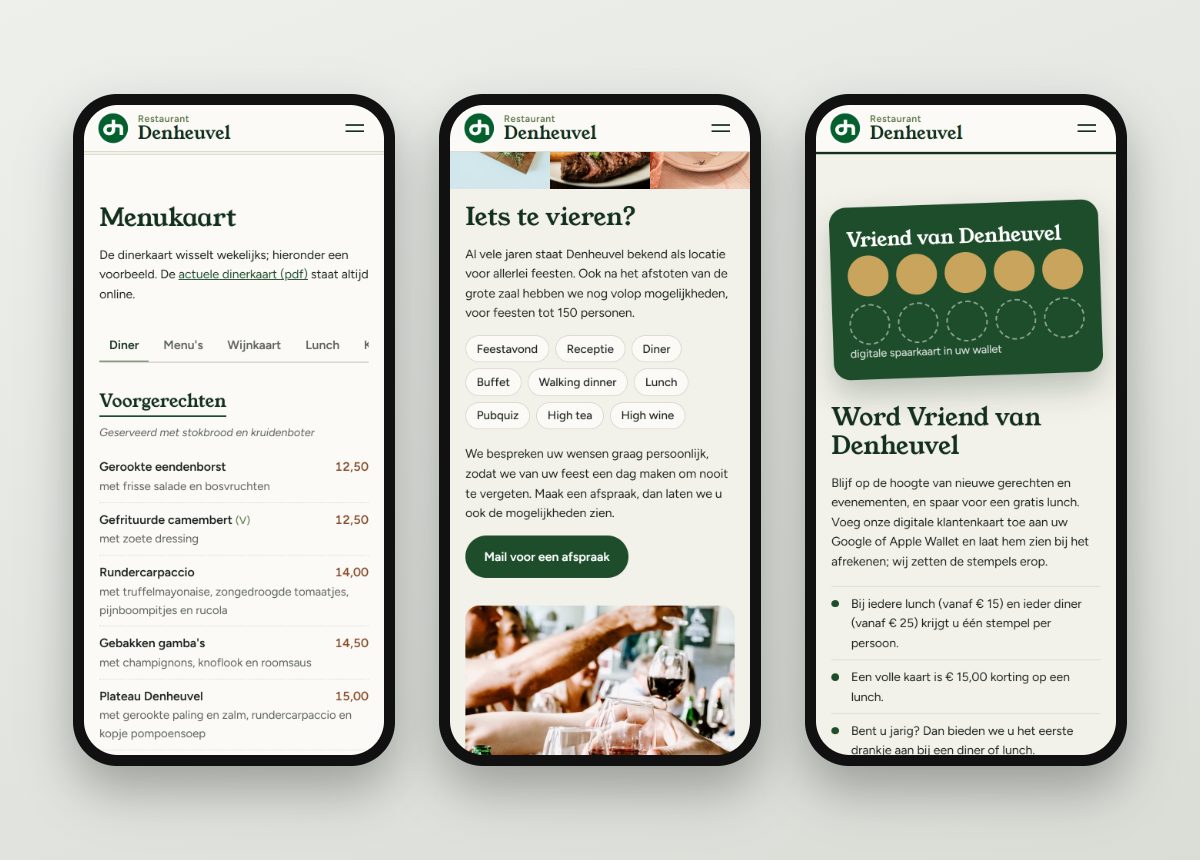 Restaurant
Denheuvel
Menukaart
De dinerkaart wisselt wekelijks; hieronder een
voorbeeld. De actuele dinerkaart (pdf) staat altijd
online.
Diner Menu's Wijnkaart Lunch K
Voorgerechten
Geserveerd met stokbrood en kruidenboter
Gerookte eendenborst 12,50
met frisse salade en bosvruchten
Gefrituurde camembert (V) 12,50
met zoete dressing
Rundercarpaccio 14,00
met truffelmayonaise, zongedroogde tomaatjes,
pijnboompitjes en rucola
Gebakken gamba's 14,50
met champignons, knoflook en roomsaus
Plateau Denheuvel 15,00
met gerookte paling en zalm, rundercarpaccio en
kopje pompoensoep
Restaurant
Denheuvel
Iets te vieren?
Al vele jaren staat Denheuvel bekend als locatie
voor allerlei feesten. Ook na het afstoten van de
grote zaal hebben we nog volop mogelijkheden,
voor feesten tot 150 personen.
Feestavond Receptie Diner
Buffet Walking dinner Lunch
Pubquiz High tea High wine
We bespreken uw wensen graag persoonlijk,
zodat we van uw feest een dag maken om nooit
te vergeten. Maak een afspraak, dan laten we u
ook de mogelijkheden zien.
Mail voor een afspraak
Restaurant
Denheuvel
Vriend van Denheuvel
digitale spaarkaart in uw wallet
Word Vriend van
Denheuvel
Blijf op de hoogte van nieuwe gerechten en
evenementen, en spaar voor een gratis lunch.
Voeg onze digitale klantenkaart toe aan uw
Google of Apple Wallet en laat hem zien bij het
afrekenen; wij zetten de stempels erop.
Bij iedere lunch (vanaf € 15) en ieder diner
(vanaf € 25) krijgt u één stempel per
persoon.
Een volle kaart is € 15,00 korting op een
lunch.
Bent u jarig? Dan bieden we u het eerste
drankje aan bij een diner of lunch.